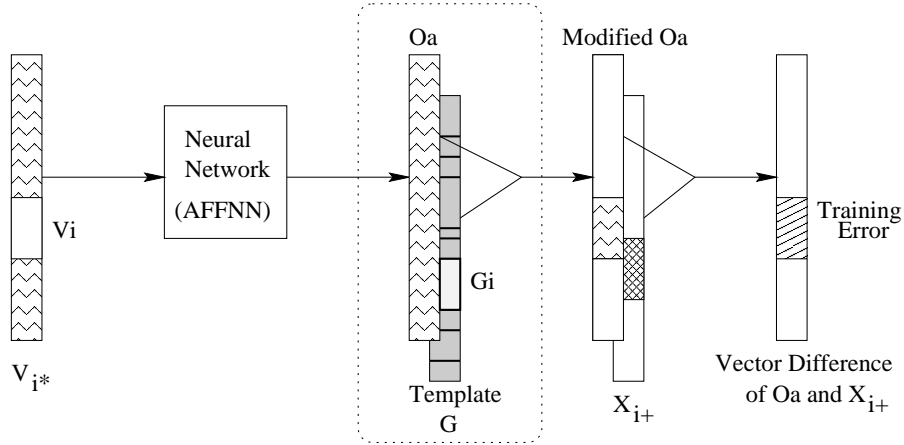 Oa
Modified Oa
Neural
Network
(AFFNN)
Vi
Gi
Training
Error
V i*
Template
G
X i+
Vector Difference
of Oa and X i+